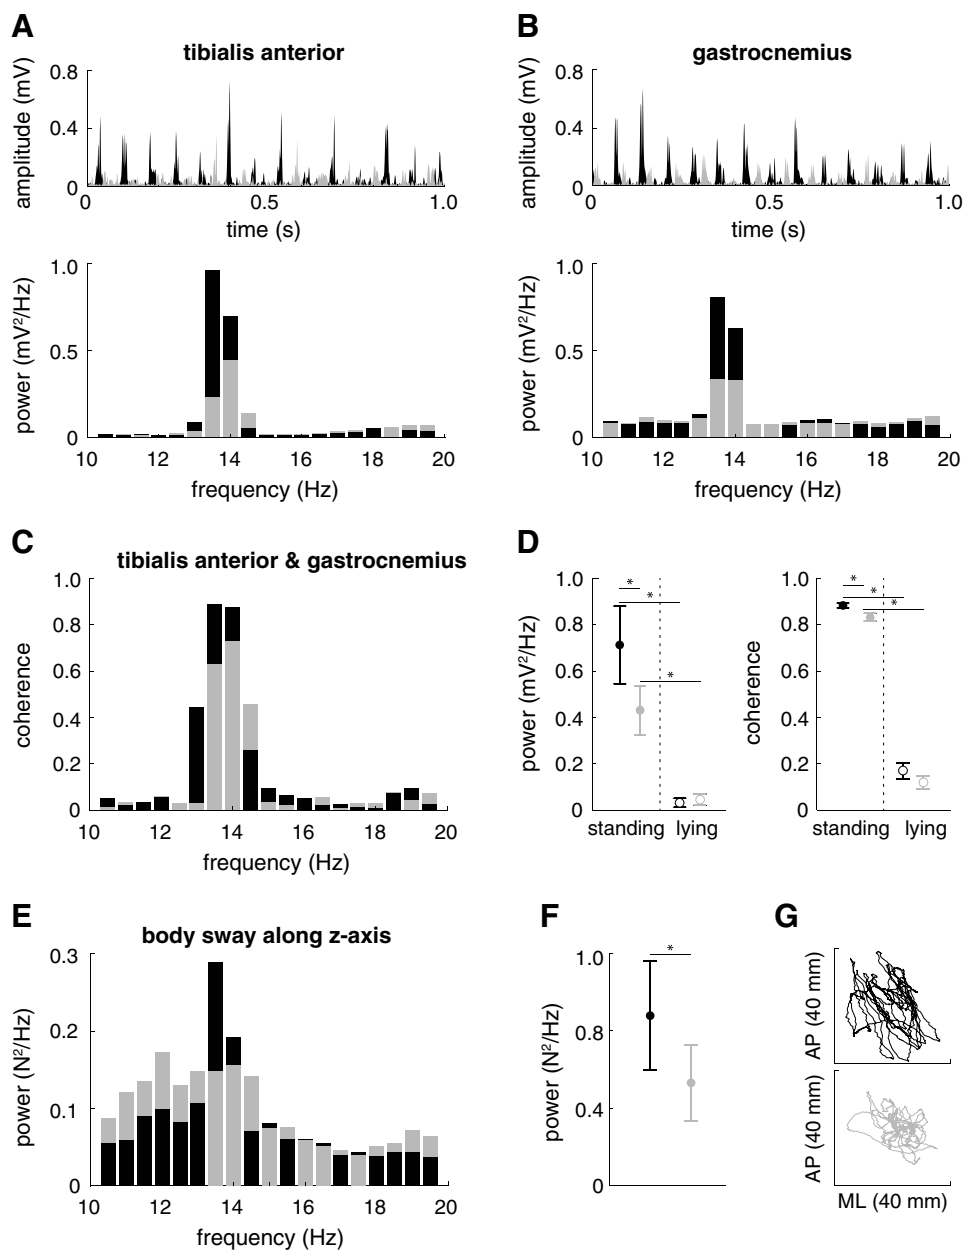 A
tibialis anterior
amplitude (mV)
0.8
0.4
0
0 0.5 1.0
time (s)
B
gastrocnemius
amplitude (mV)
0.8
0.4
0
0 0.5 1.0
time (s)
power (mV²/Hz)
1.0
0.5
0
10 12 14 16 18 20
frequency (Hz)
power (mV²/Hz)
1.0
0.5
0
10 12 14 16 18 20
frequency (Hz)
C
tibialis anterior & gastrocnemius
coherence
1.0
0.8
0.6
0.4
0.2
0
10 12 14 16 18 20
frequency (Hz)
D
power (mV²/Hz)
1.0
0.8
0.6
0.4
0.2
0
* * *
standing lying
coherence
1.0
0.8
0.6
0.4
0.2
0
* * *
standing lying
E
body sway along z-axis
power (N²/Hz)
0.3
0.2
0.1
0
10 12 14 16 18 20
frequency (Hz)
F
power (N²/Hz)
1.0
0.8
0.4
0
*
G
AP (40 mm)
AP (40 mm)
ML (40 mm)